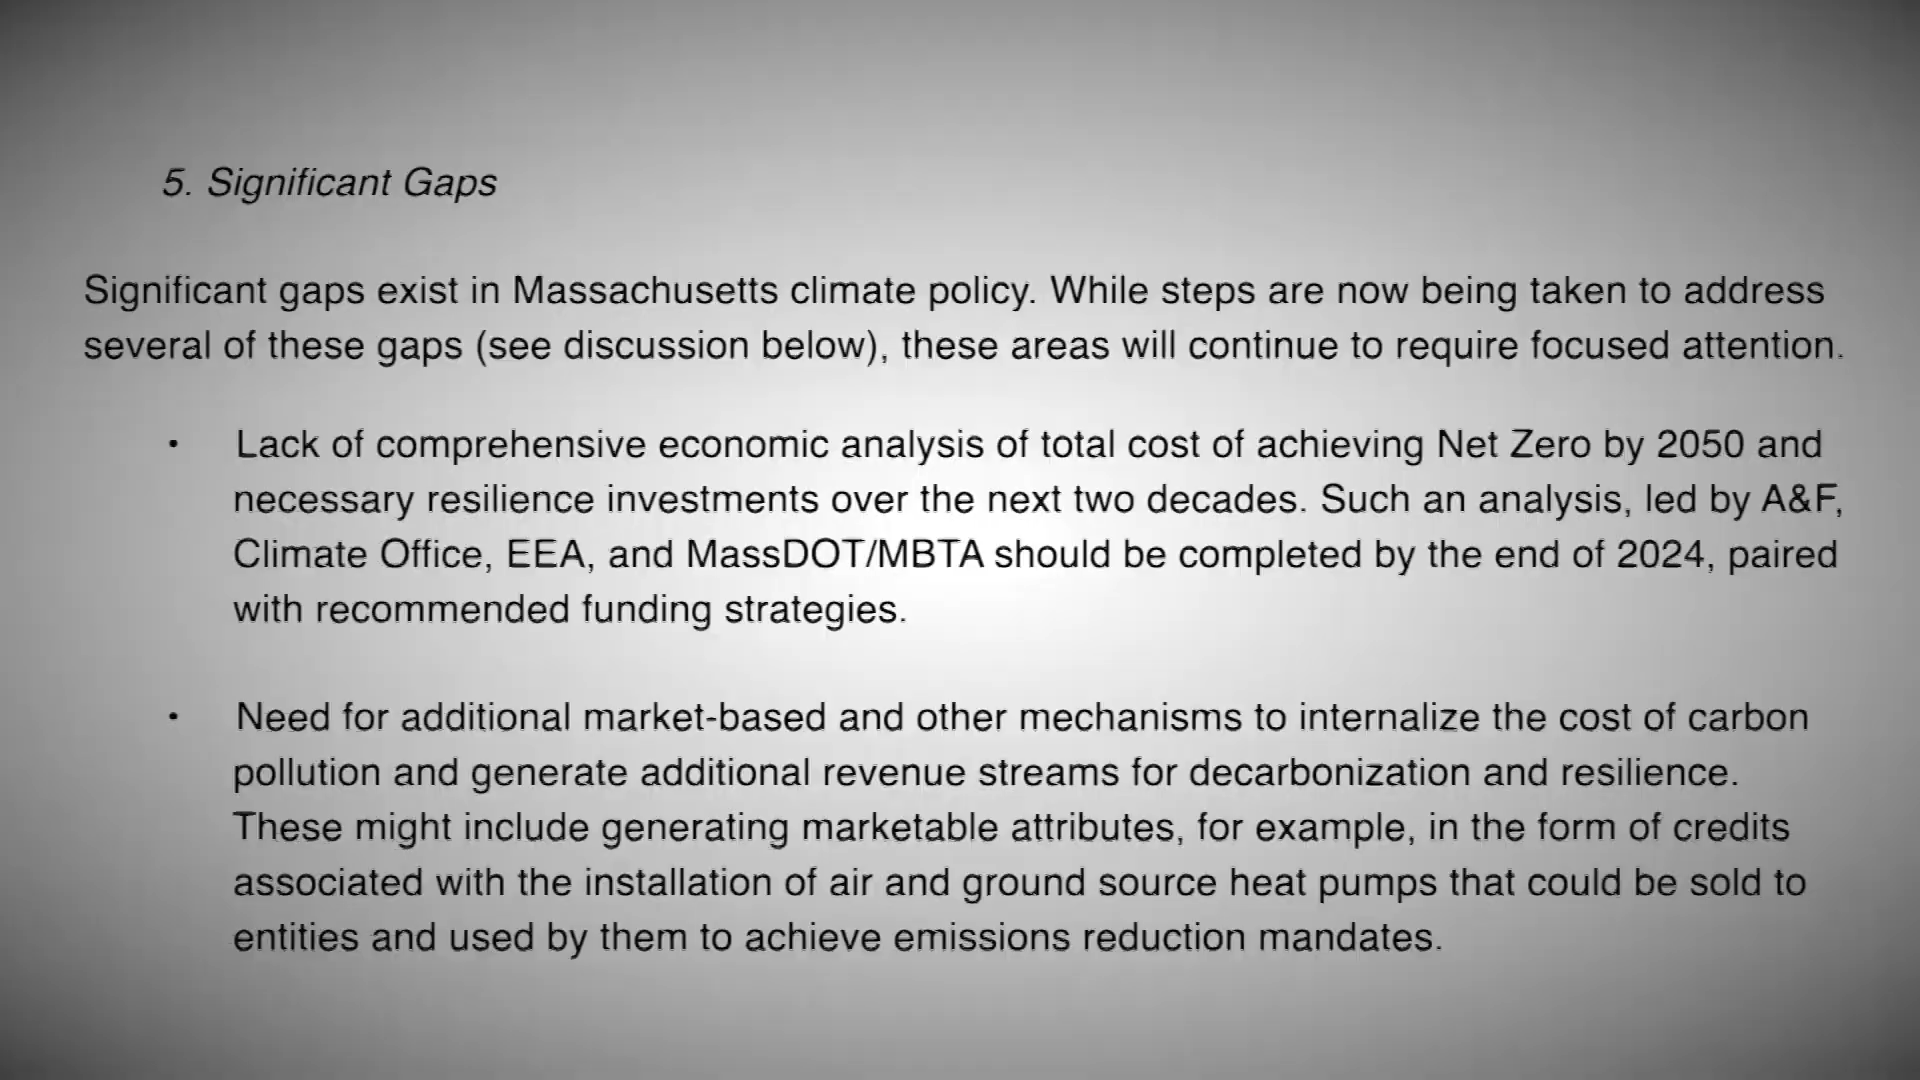 5. Significant Gaps
Significant gaps exist in Massachusetts climate policy. While steps are now being taken to address
several of these gaps (see discussion below), these areas will continue to require focused attention.
• Lack of comprehensive economic analysis of total cost of achieving Net Zero by 2050 and
necessary resilience investments over the next two decades. Such an analysis, led by A&F,
Climate Office, EEA, and MassDOT/MBTA should be completed by the end of 2024, paired
with recommended funding strategies.
• Need for additional market-based and other mechanisms to internalize the cost of carbon
pollution and generate additional revenue streams for decarbonization and resilience.
These might include generating marketable attributes, for example, in the form of credits
associated with the installation of air and ground source heat pumps that could be sold to
entities and used by them to achieve emissions reduction mandates.